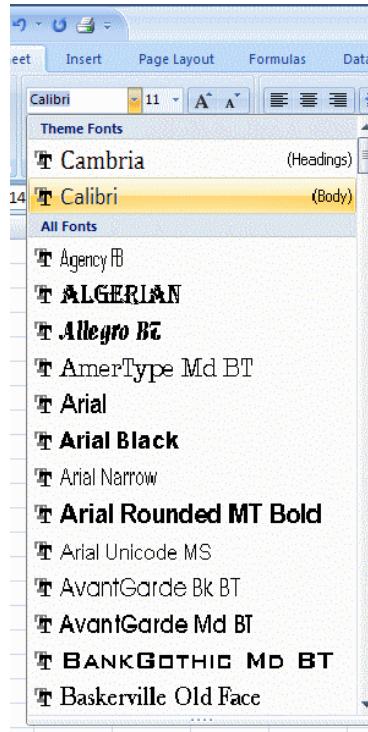 eet Insert Page Layout Formulas Data
Calibri 11 A A
Theme Fonts
Cambria (Headings)
14 Calibri (Body)
All Fonts
Agency FB
ALGERIAN
Allegro BT
AmerType Md BT
Arial
Arial Black
Arial Narrow
Arial Rounded MT Bold
Arial Unicode MS
AvantGarde Bk BT
AvantGarde Md BT
BANKGOTHIC MD BT
Baskerville Old Face